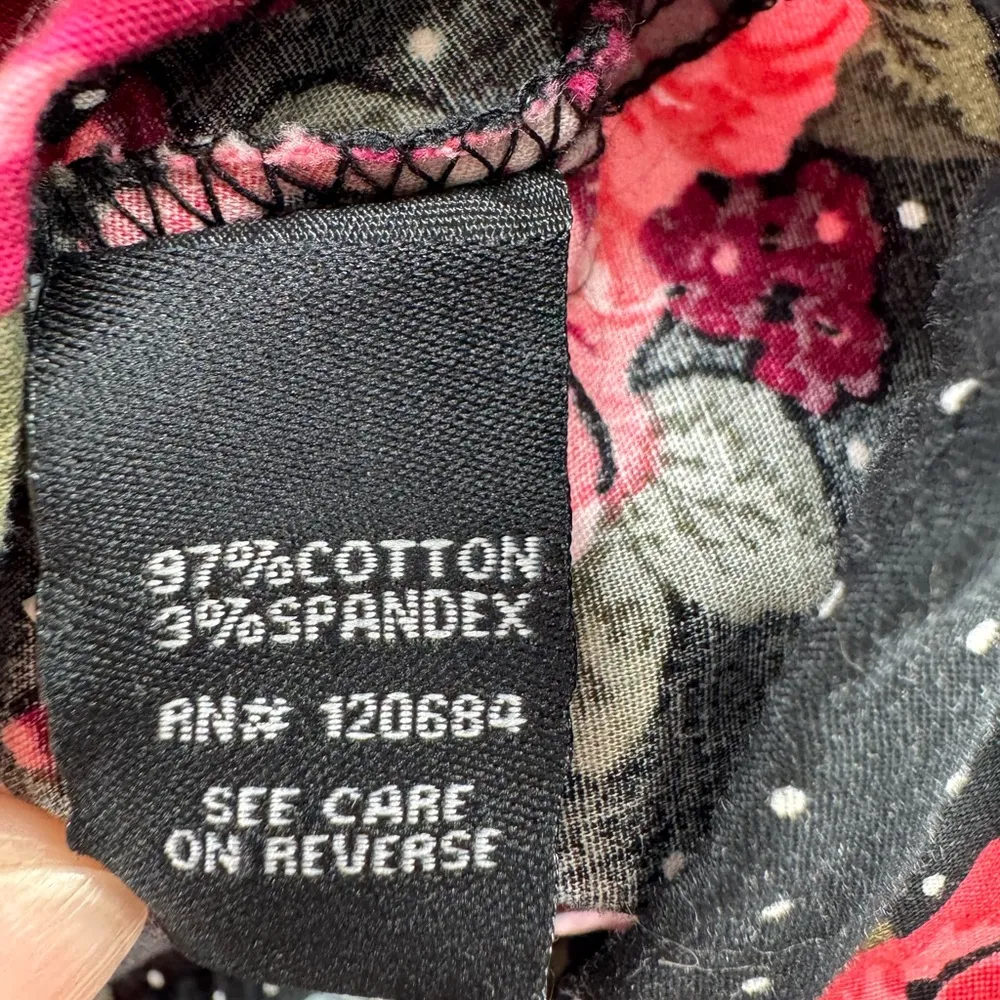 97%COTTON
3%SPANDEX
RN# 120684
SEE CARE
ON REVERSE